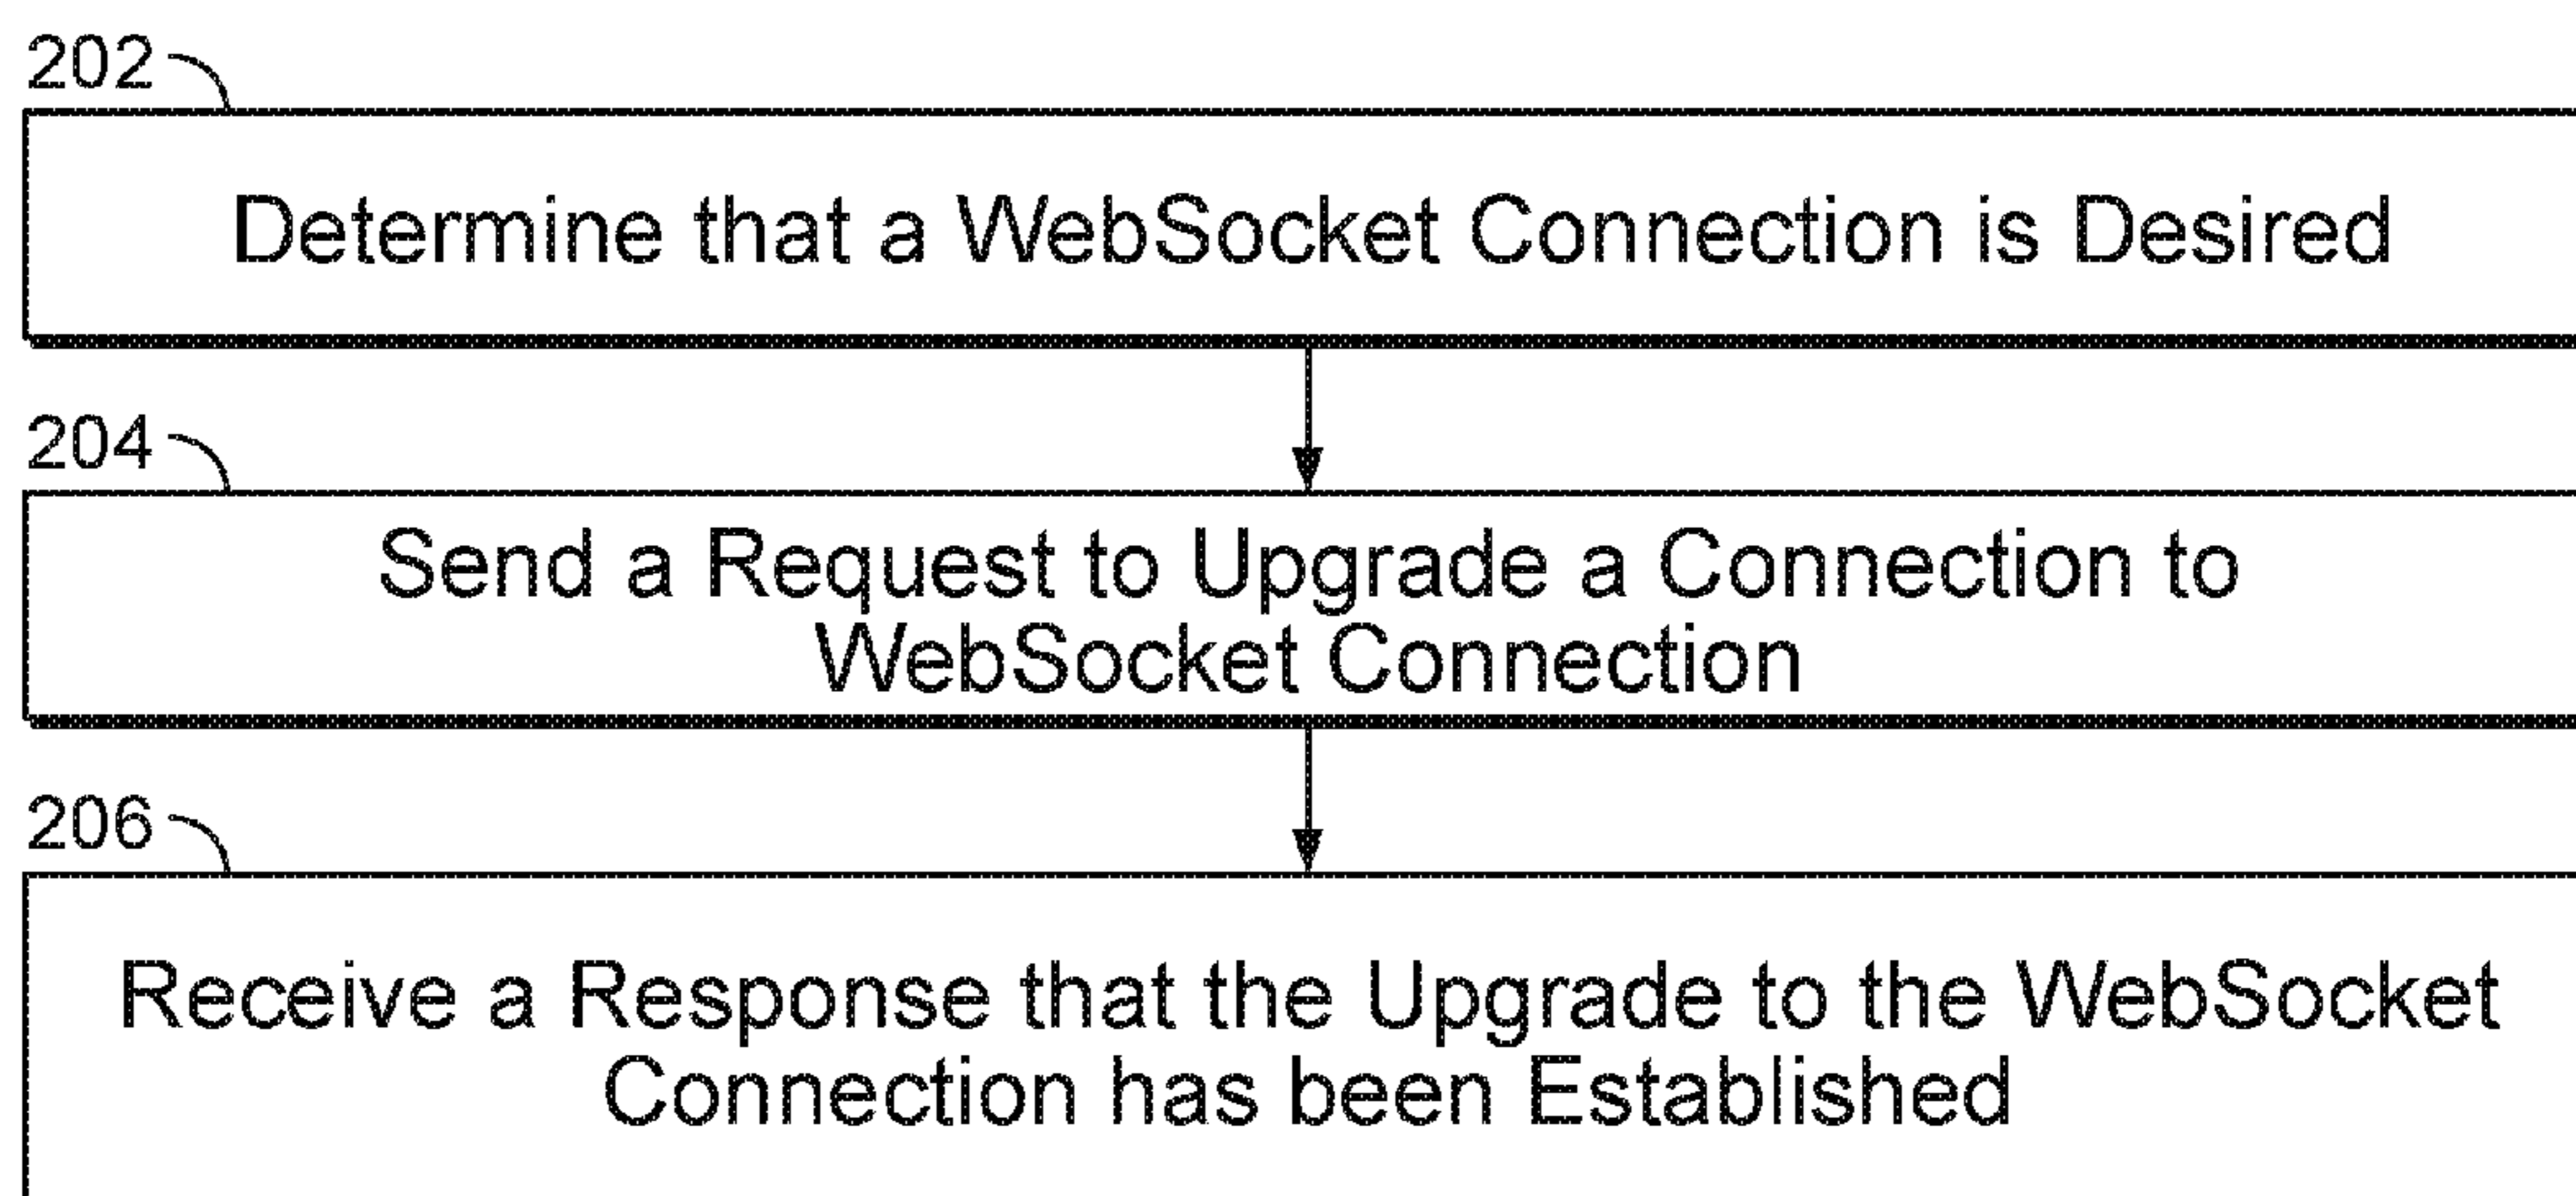 202
Determine that a WebSocket Connection is Desired
204
Send a Request to Upgrade a Connection to
WebSocket Connection
206
Receive a Response that the Upgrade to the WebSocket
Connection has been Established